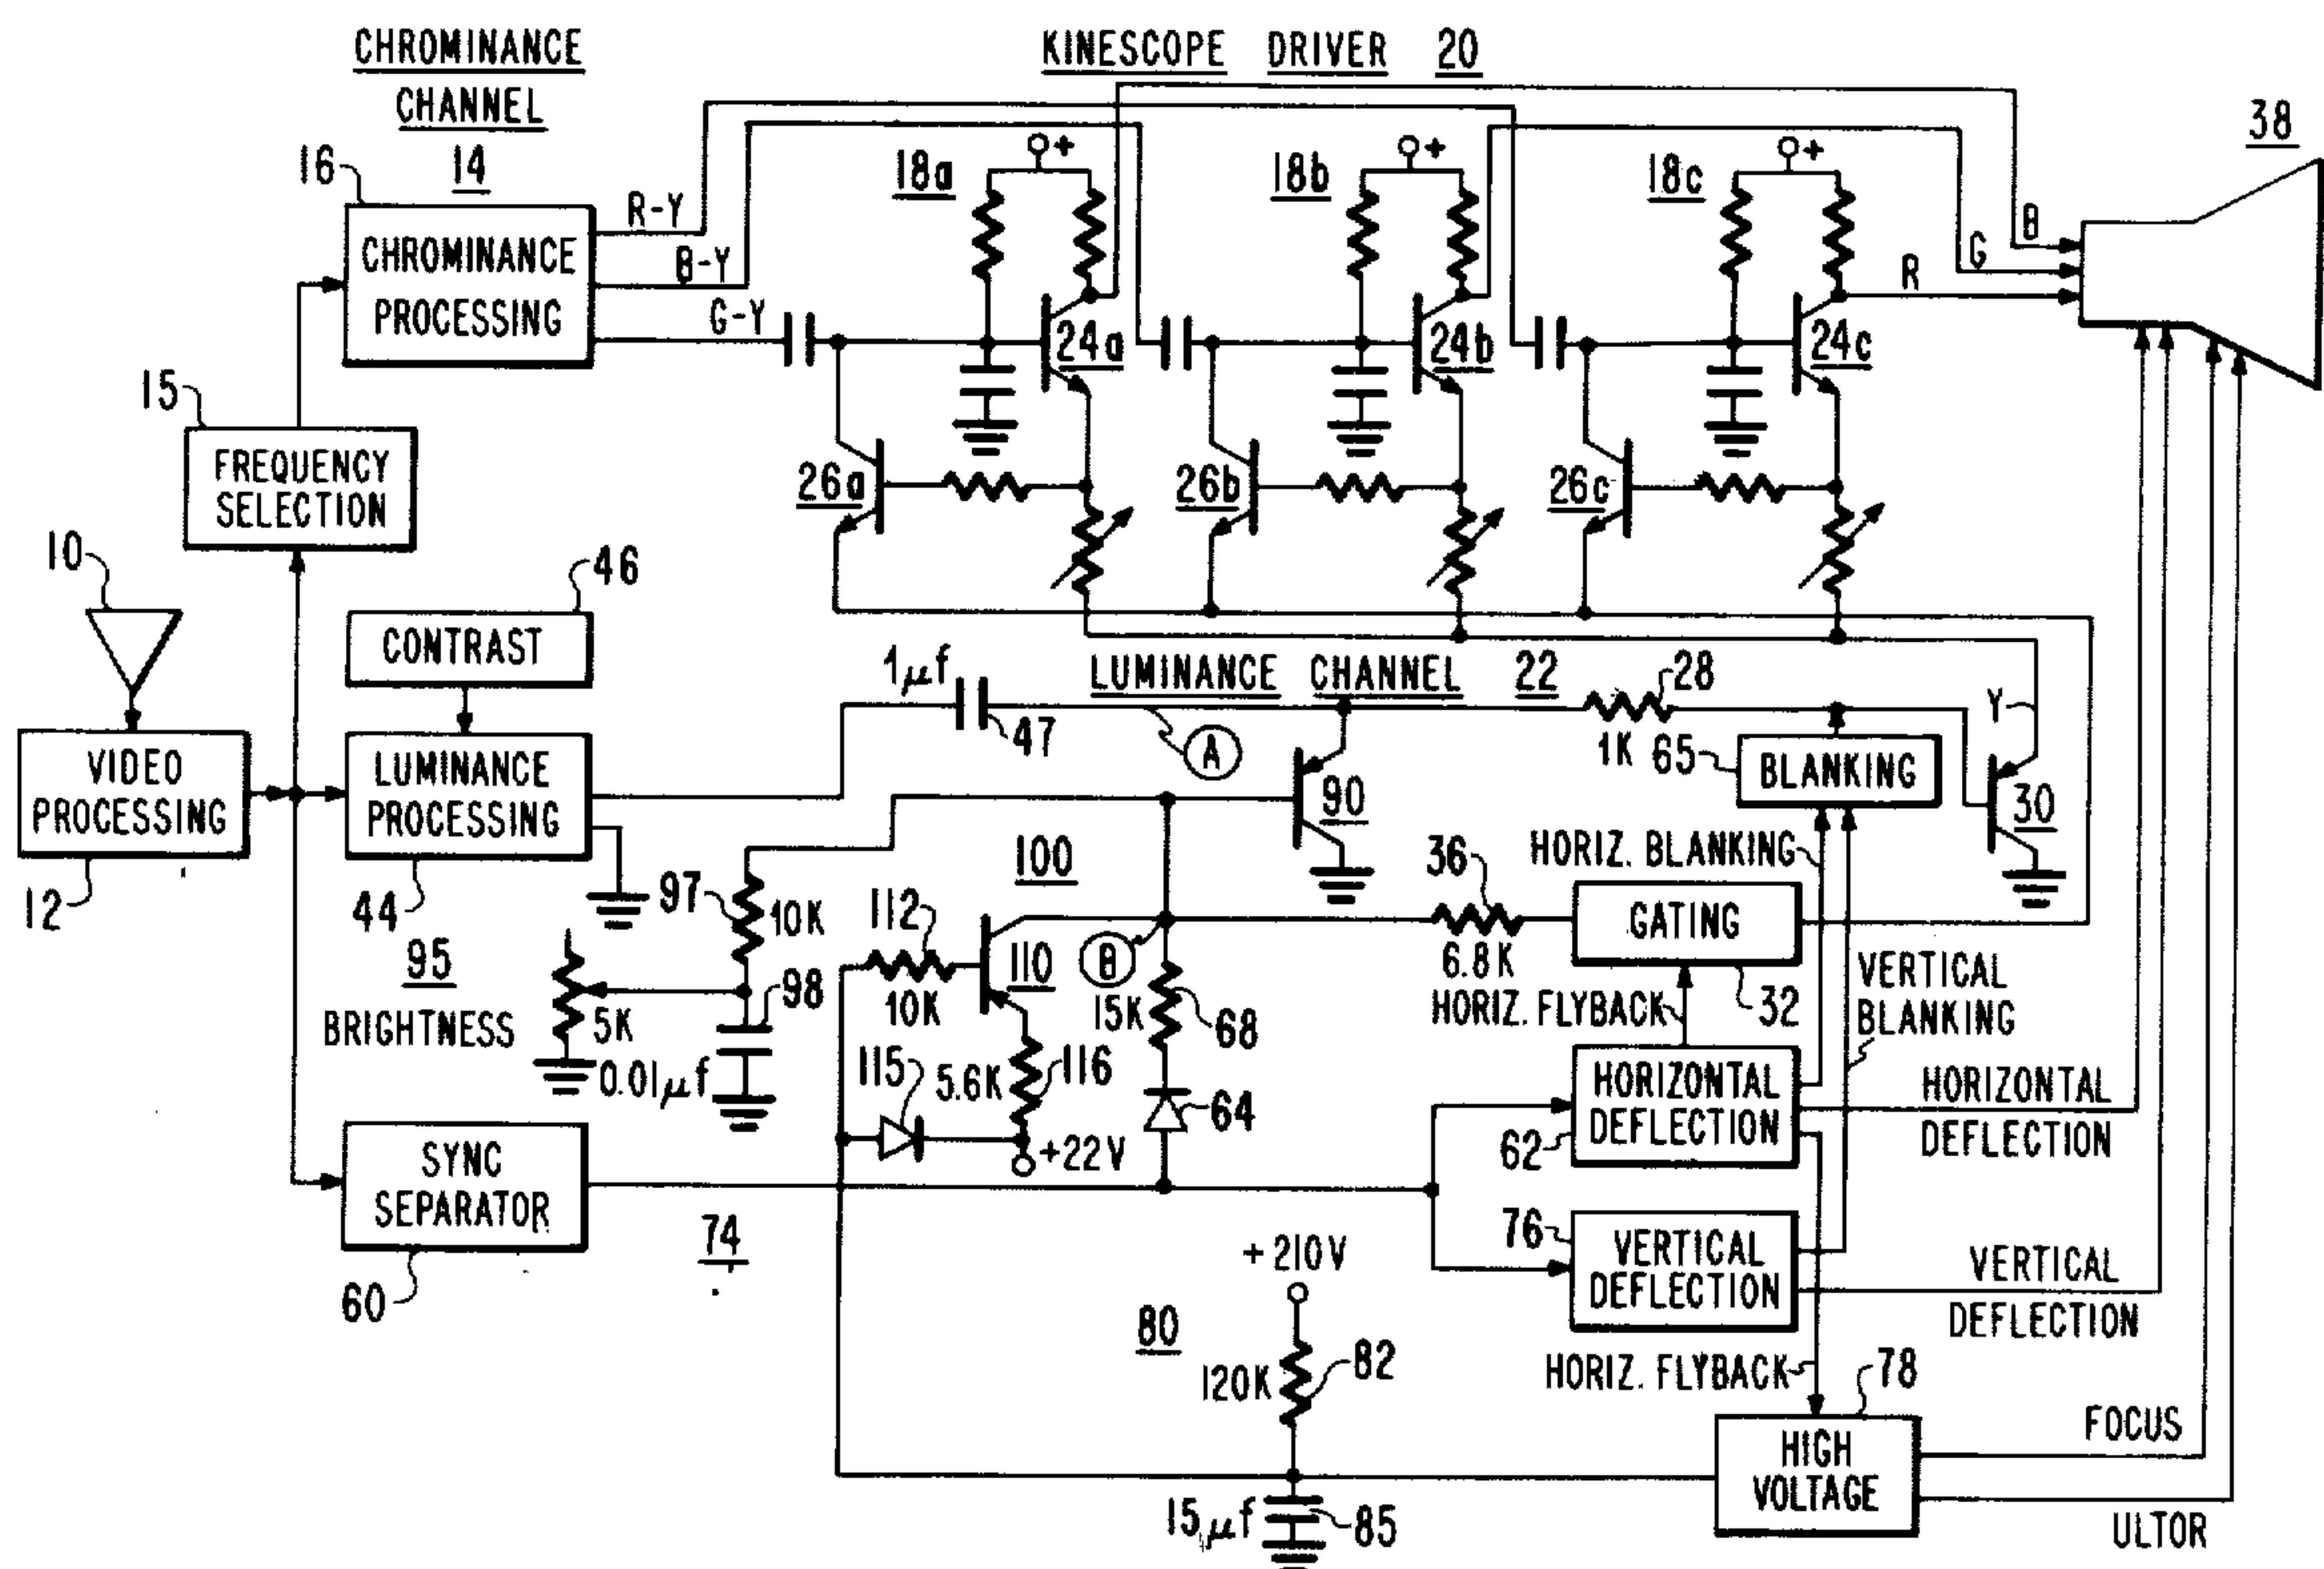 CHROMINANCE
CHANNEL
14
KINESCOPE DRIVER 20
38
16
CHROMINANCE
PROCESSING
R-Y
B-Y
G-Y
18a
+
18b
+
18c
+
24a
24b
24c
B
G
R
15
FREQUENCY
SELECTION
26a
26b
26c
10
46
CONTRAST
1μf
47
LUMINANCE CHANNEL 22
28
1K
A
Y
VIDEO
PROCESSING
12
LUMINANCE
PROCESSING
44
90
65
BLANKING
30
100
36
6.8K
HORIZ. BLANKING
GATING
32
97
10K
112
10K
110
B
95
BRIGHTNESS
5K
98
0.01μf
15K
68
HORIZ. FLYBACK
VERTICAL
BLANKING
115
5.6K
116
+22V
64
62
HORIZONTAL
DEFLECTION
HORIZONTAL
DEFLECTION
SYNC
SEPARATOR
60
74
76
VERTICAL
DEFLECTION
VERTICAL
DEFLECTION
+210V
80
120K
82
HORIZ. FLYBACK
78
HIGH
VOLTAGE
FOCUS
ULTOR
15μf
85